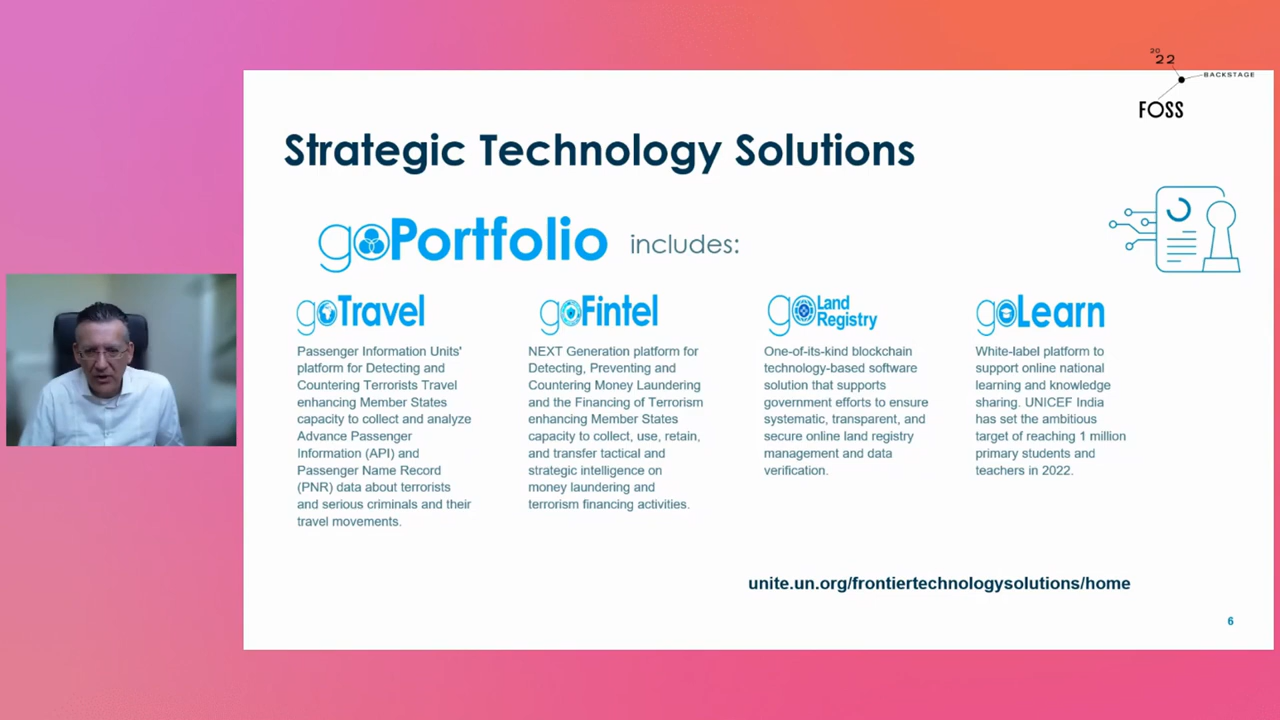 20
22
BACKSTAGE
FOSS
Strategic Technology Solutions
goPortfolio includes:
goTravel
Passenger Information Units'
platform for Detecting and
Countering Terrorists Travel
enhancing Member States
capacity to collect and analyze
Advance Passenger
Information (API) and
Passenger Name Record
(PNR) data about terrorists
and serious criminals and their
travel movements.
goFintel
NEXT Generation platform for
Detecting, Preventing and
Countering Money Laundering
and the Financing of Terrorism
enhancing Member States
capacity to collect, use, retain,
and transfer tactical and
strategic intelligence on
money laundering and
terrorism financing activities.
go Land
Registry
One-of-its-kind blockchain
technology-based software
solution that supports
government efforts to ensure
systematic, transparent, and
secure online land registry
management and data
verification.
goLearn
White-label platform to
support online national
learning and knowledge
sharing. UNICEF India
has set the ambitious
target of reaching 1 million
primary students and
teachers in 2022.
unite.un.org/frontiertechnologysolutions/home
6